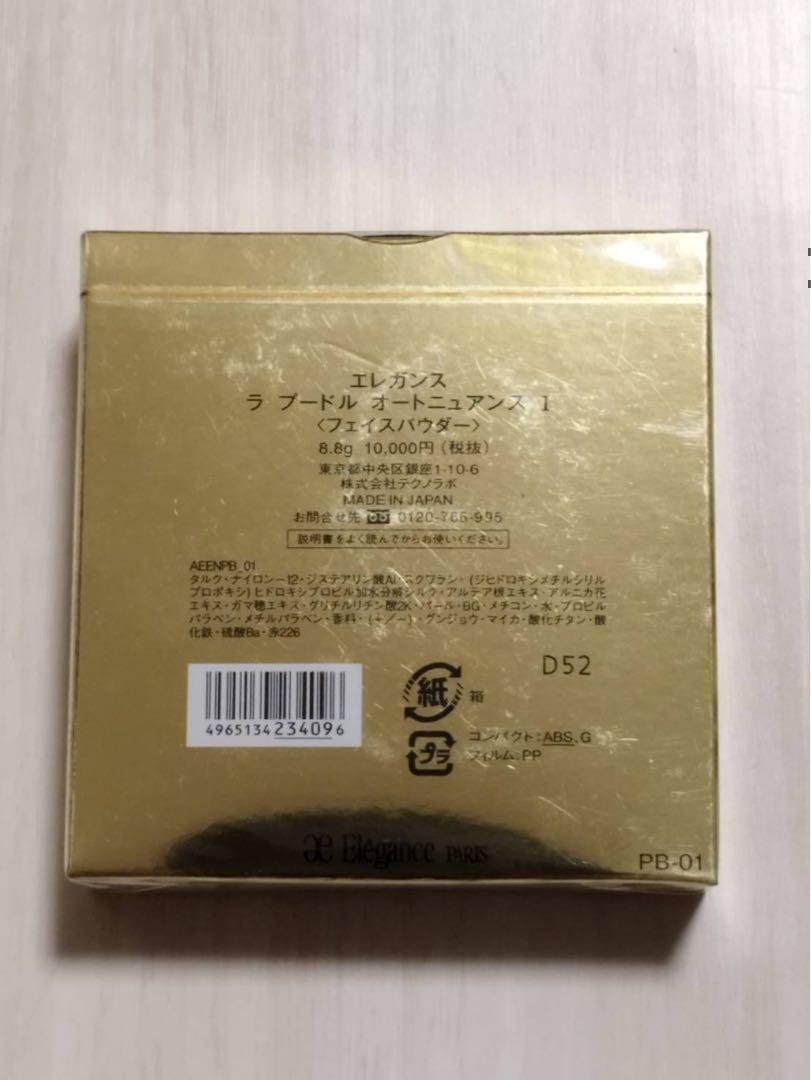 エレガンス
ラ プードル オートニュアンス I
〈フェイスパウダー〉
8.8g 10,000円（税抜）
東京都中央区銀座1-10-6
株式会社テクノラボ
MADE IN JAPAN
お問合せ先 0120-766-995
説明書をよく読んでからお使いください。
AEENPB_01
タルク・ナイロン－12・ジステアリン酸Al・スクワラン・（ジヒドロキシメチルシリル
プロポキシ）ヒドロキシプロピル加水分解シルク・アルテア根エキス・アルニカ花
エキス・ガマ穂エキス・グリチルリチン酸2K・パール・BG・メチコン・水・プロピル
パラベン・メチルパラベン・香料・（＋／－）・グンジョウ・マイカ・酸化チタン・酸
化鉄・硫酸Ba・赤226
D52
紙 箱
4965134234096
プラ
コンパクト：ABS、G
フィルム：PP
æ Elégance PARIS
PB-01